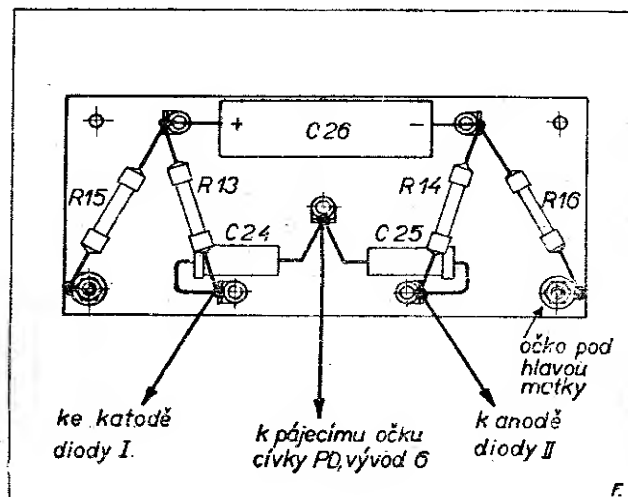 + C26 −
R15
R13
R14
R16
C24
C25
očko pod
hlavou
matky
ke katodě
diody I.
k pájecímu očku
cívky PD, vývod 6
k anodě
diody II
F.